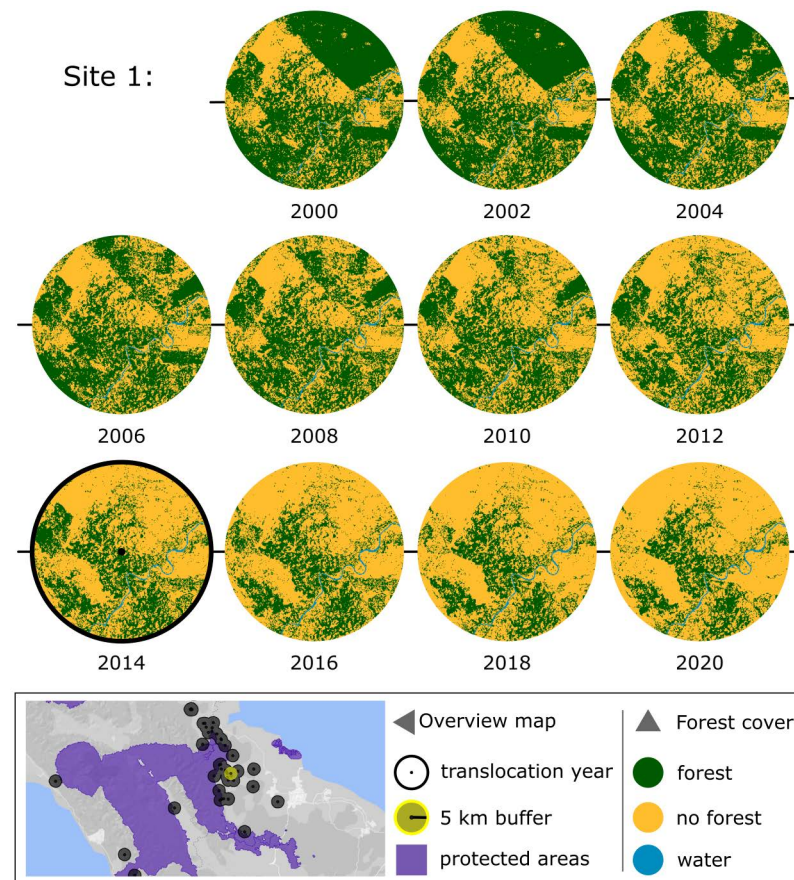 Site 1:
2000
2002
2004
2006
2008
2010
2012
2014
2016
2018
2020
Overview map
Forest cover
translocation year
forest
5 km buffer
no forest
protected areas
water